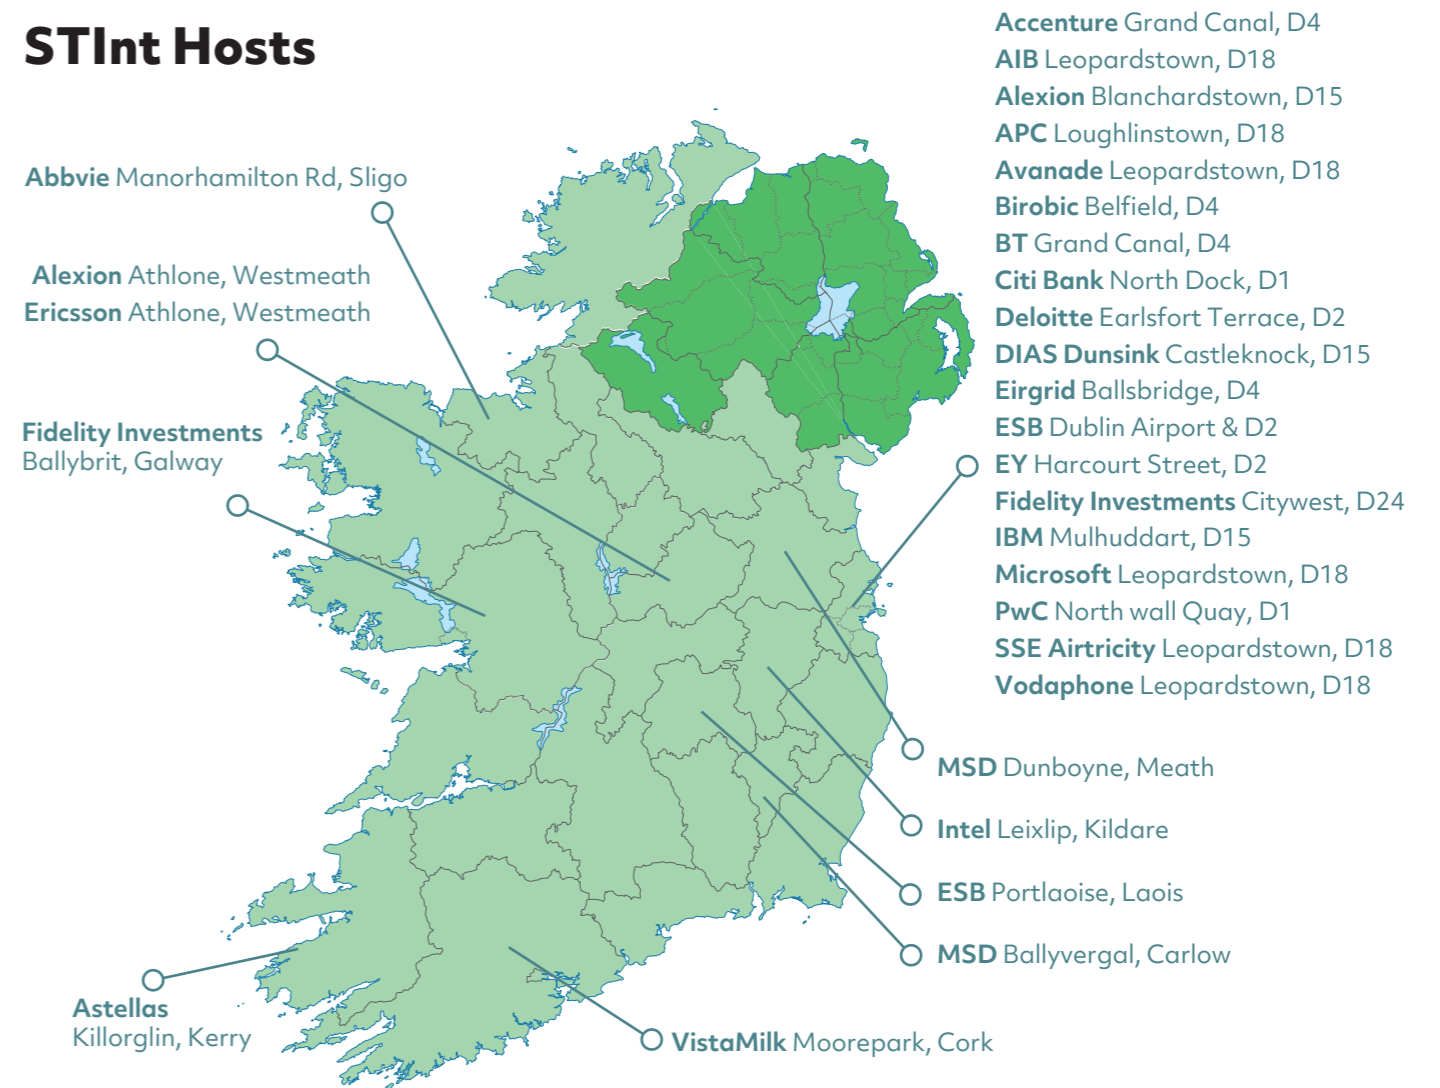 STInt Hosts
Abbvie Manorhamilton Rd, Sligo
Alexion Athlone, Westmeath
Ericsson Athlone, Westmeath
Fidelity Investments
Ballybrit, Galway
Astellas
Killorglin, Kerry
Accenture Grand Canal, D4
AIB Leopardstown, D18
Alexion Blanchardstown, D15
APC Loughlinstown, D18
Avanade Leopardstown, D18
Birobic Belfield, D4
BT Grand Canal, D4
Citi Bank North Dock, D1
Deloitte Earlsfort Terrace, D2
DIAS Dunsink Castleknock, D15
Eirgrid Ballsbridge, D4
ESB Dublin Airport & D2
EY Harcourt Street, D2
Fidelity Investments Citywest, D24
IBM Mulhuddart, D15
Microsoft Leopardstown, D18
PwC North wall Quay, D1
SSE Airtricity Leopardstown, D18
Vodaphone Leopardstown, D18
MSD Dunboyne, Meath
Intel Leixlip, Kildare
ESB Portlaoise, Laois
MSD Ballyvergal, Carlow
VistaMilk Moorepark, Cork